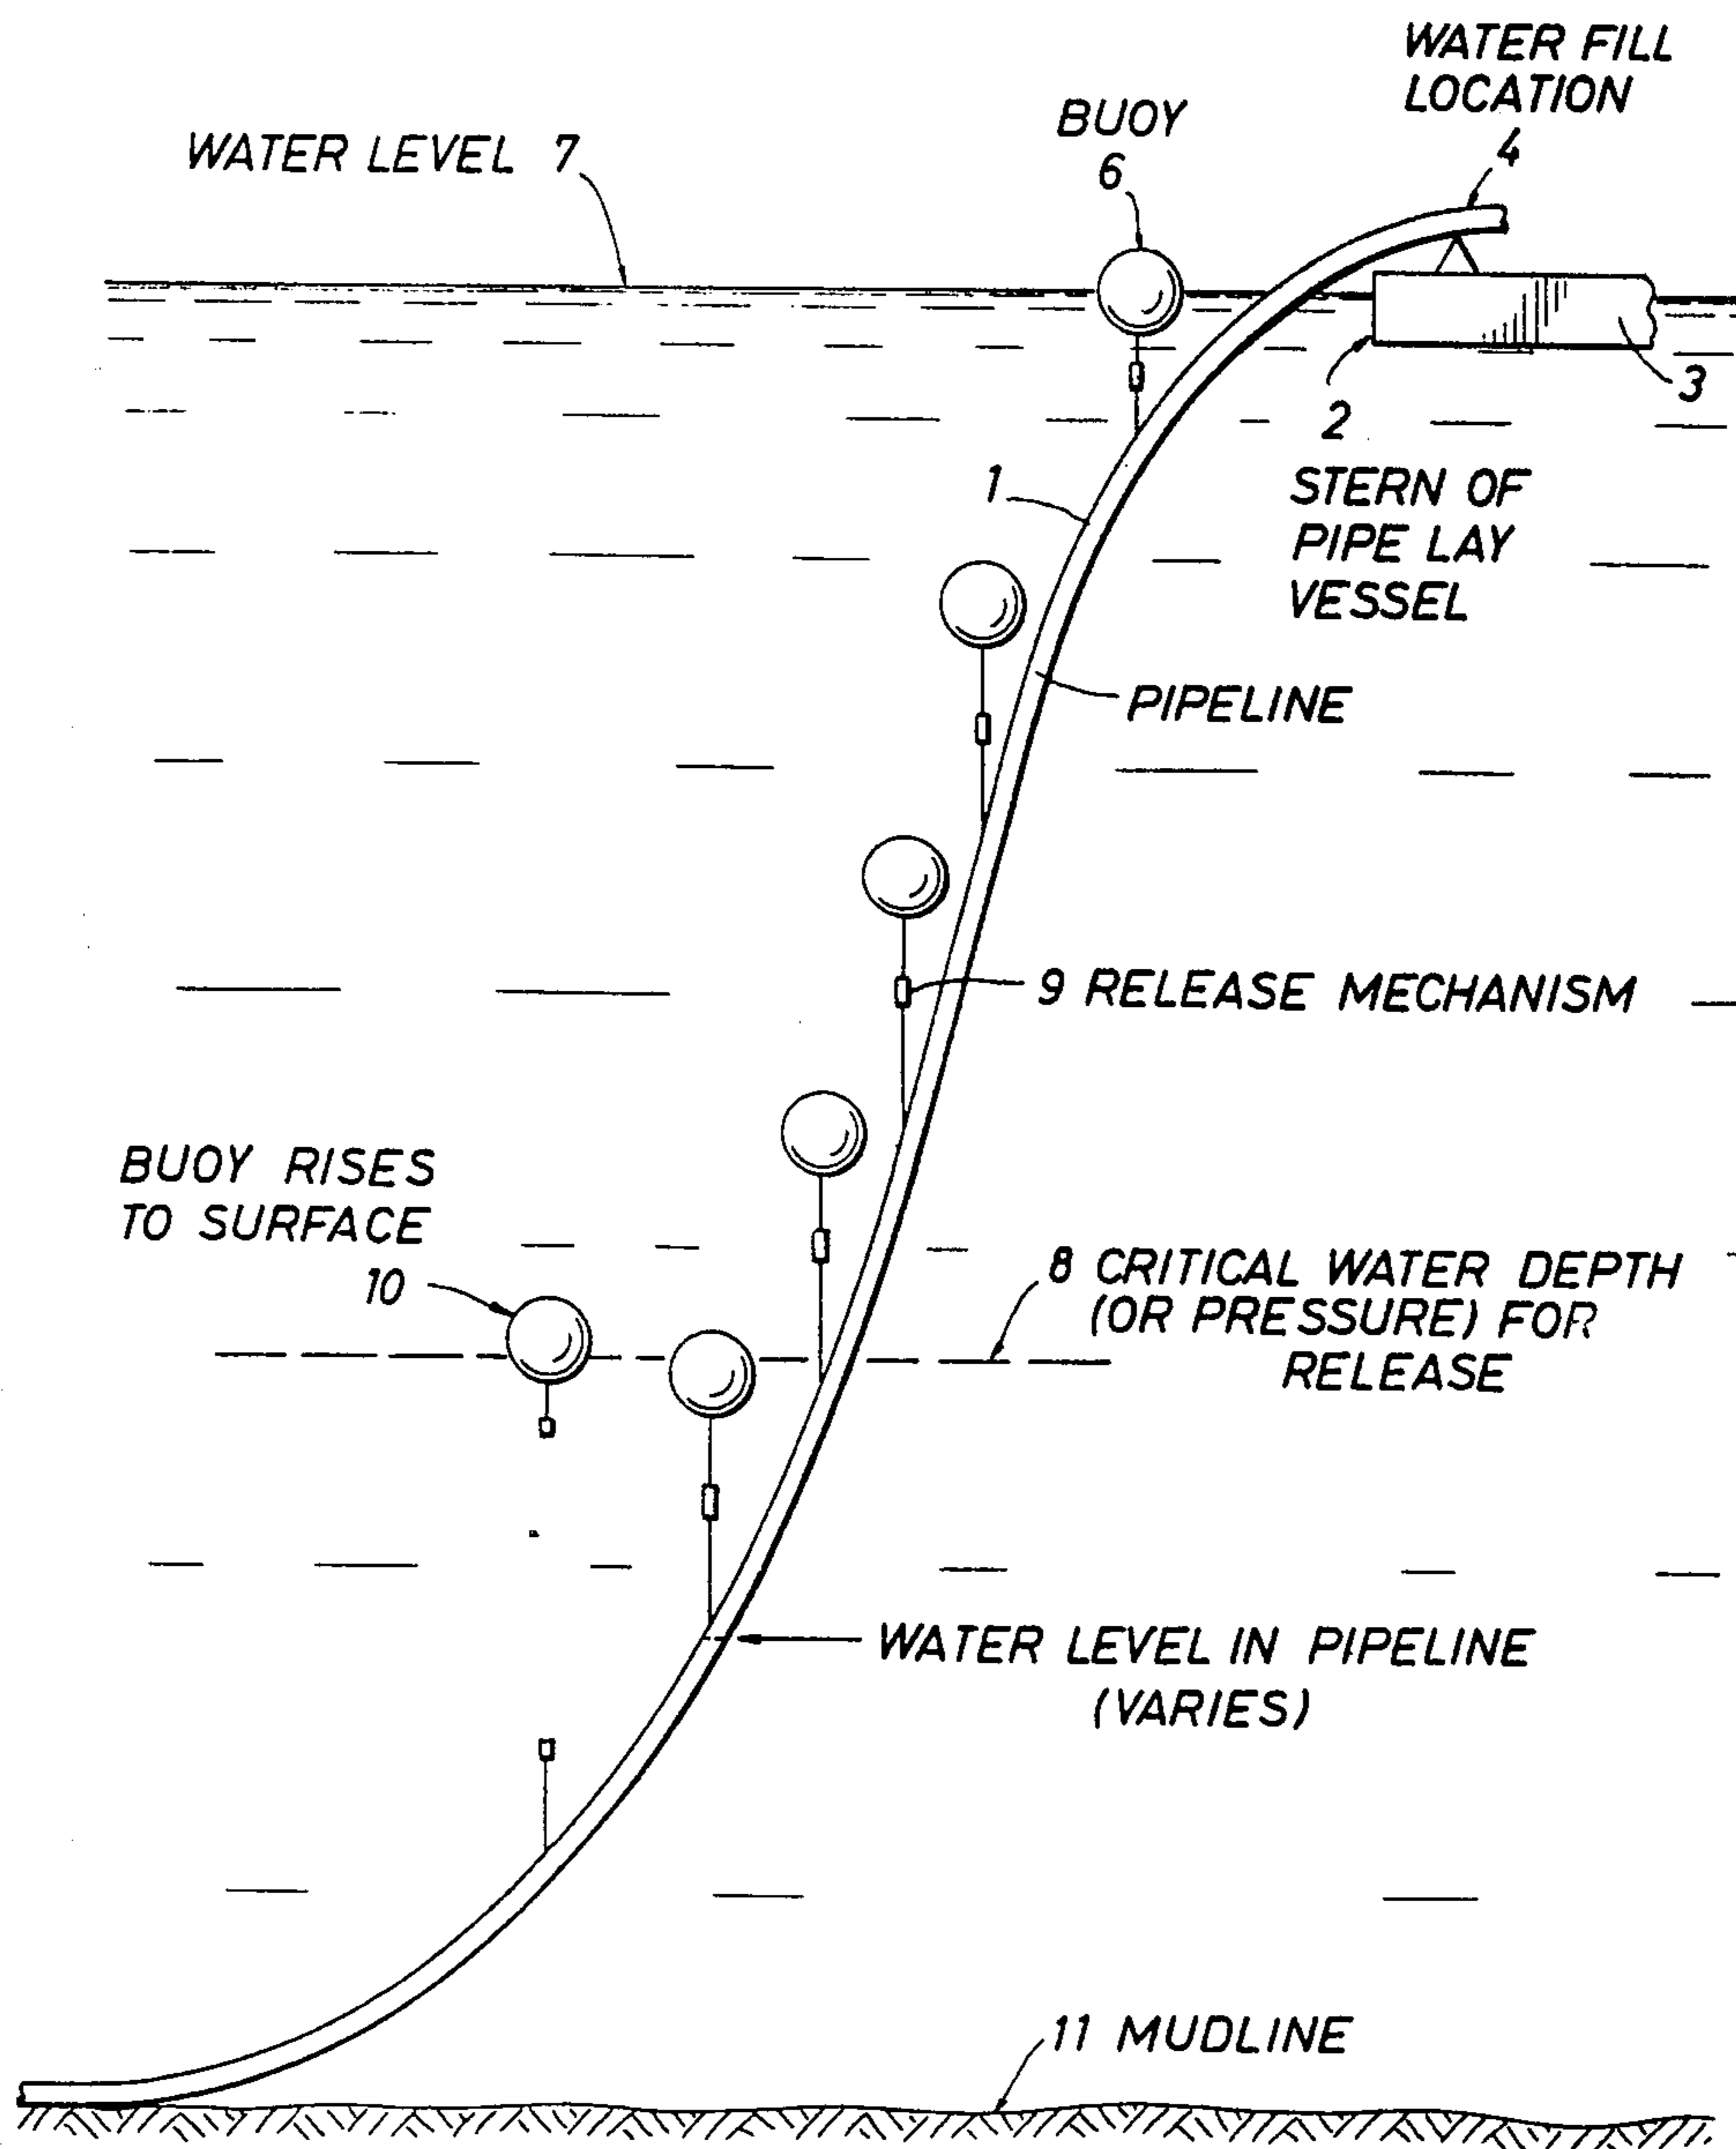 WATER FILL
LOCATION
4
BUOY
6
WATER LEVEL 7
3
2
STERN OF
PIPE LAY
VESSEL
1
PIPELINE
9 RELEASE MECHANISM
BUOY RISES
TO SURFACE
10
8 CRITICAL WATER DEPTH
(OR PRESSURE) FOR
RELEASE
WATER LEVEL IN PIPELINE
(VARIES)
11 MUDLINE